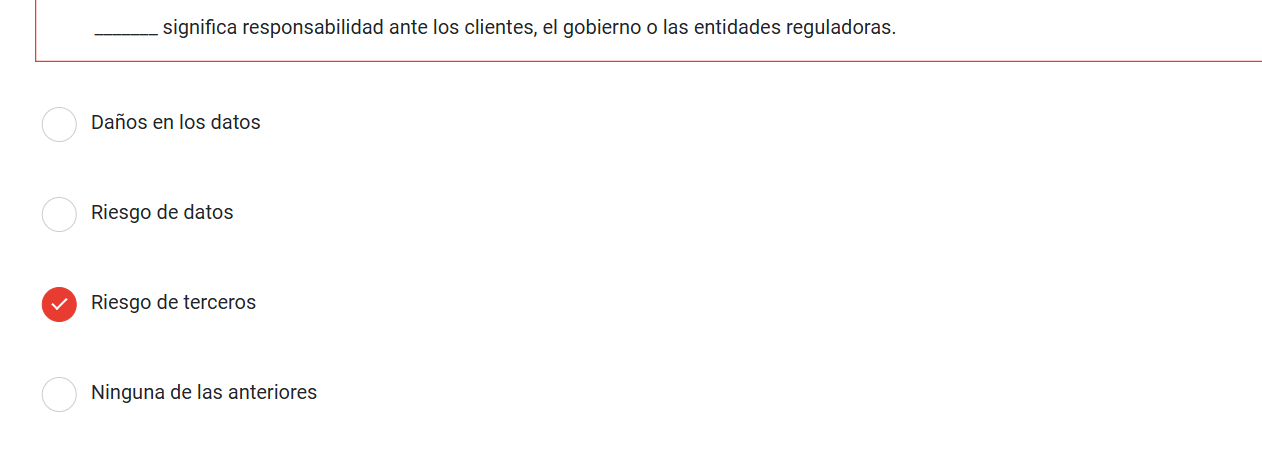 _______ significa responsabilidad ante los clientes, el gobierno o las entidades reguladoras.
Daños en los datos
Riesgo de datos
Riesgo de terceros
Ninguna de las anteriores